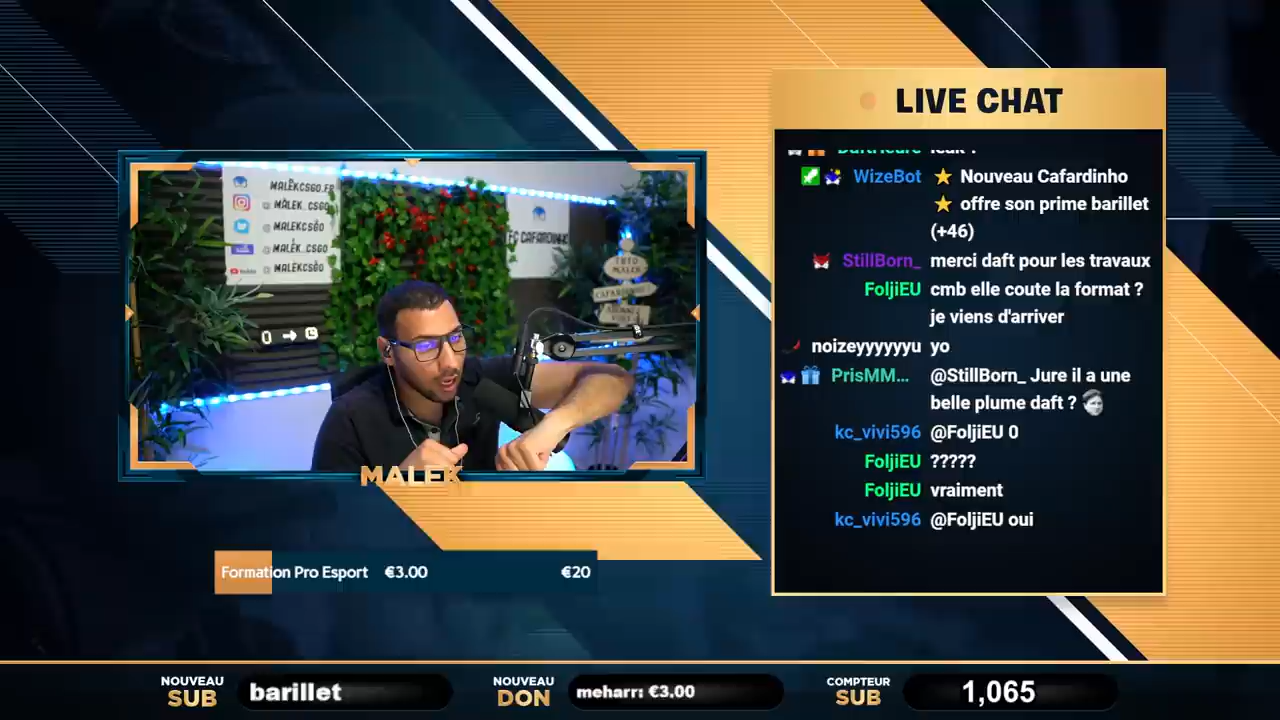 LIVE CHAT
WizeBot ⭐ Nouveau Cafardinho
⭐ offre son prime barillet
(+46)
StillBorn_ merci daft pour les travaux
FoljiEU cmb elle coute la format ?
je viens d'arriver
noizeyyyyyyu yo
PrisMM... @StillBorn_ Jure il a une
belle plume daft ?
kc_vivi596 @FoljiEU 0
FoljiEU ?????
FoljiEU vraiment
kc_vivi596 @FoljiEU oui
MALEKCSGO.FR
@MALEK_CSGO
@MALEKCSGO
@MALEK_CSGO
@MALEKCSGO
FC CAFARDINHO
MALEK
Formation Pro Esport €3.00 €20
NOUVEAU SUB barillet
NOUVEAU DON meharr: €3.00
COMPTEUR SUB 1,065